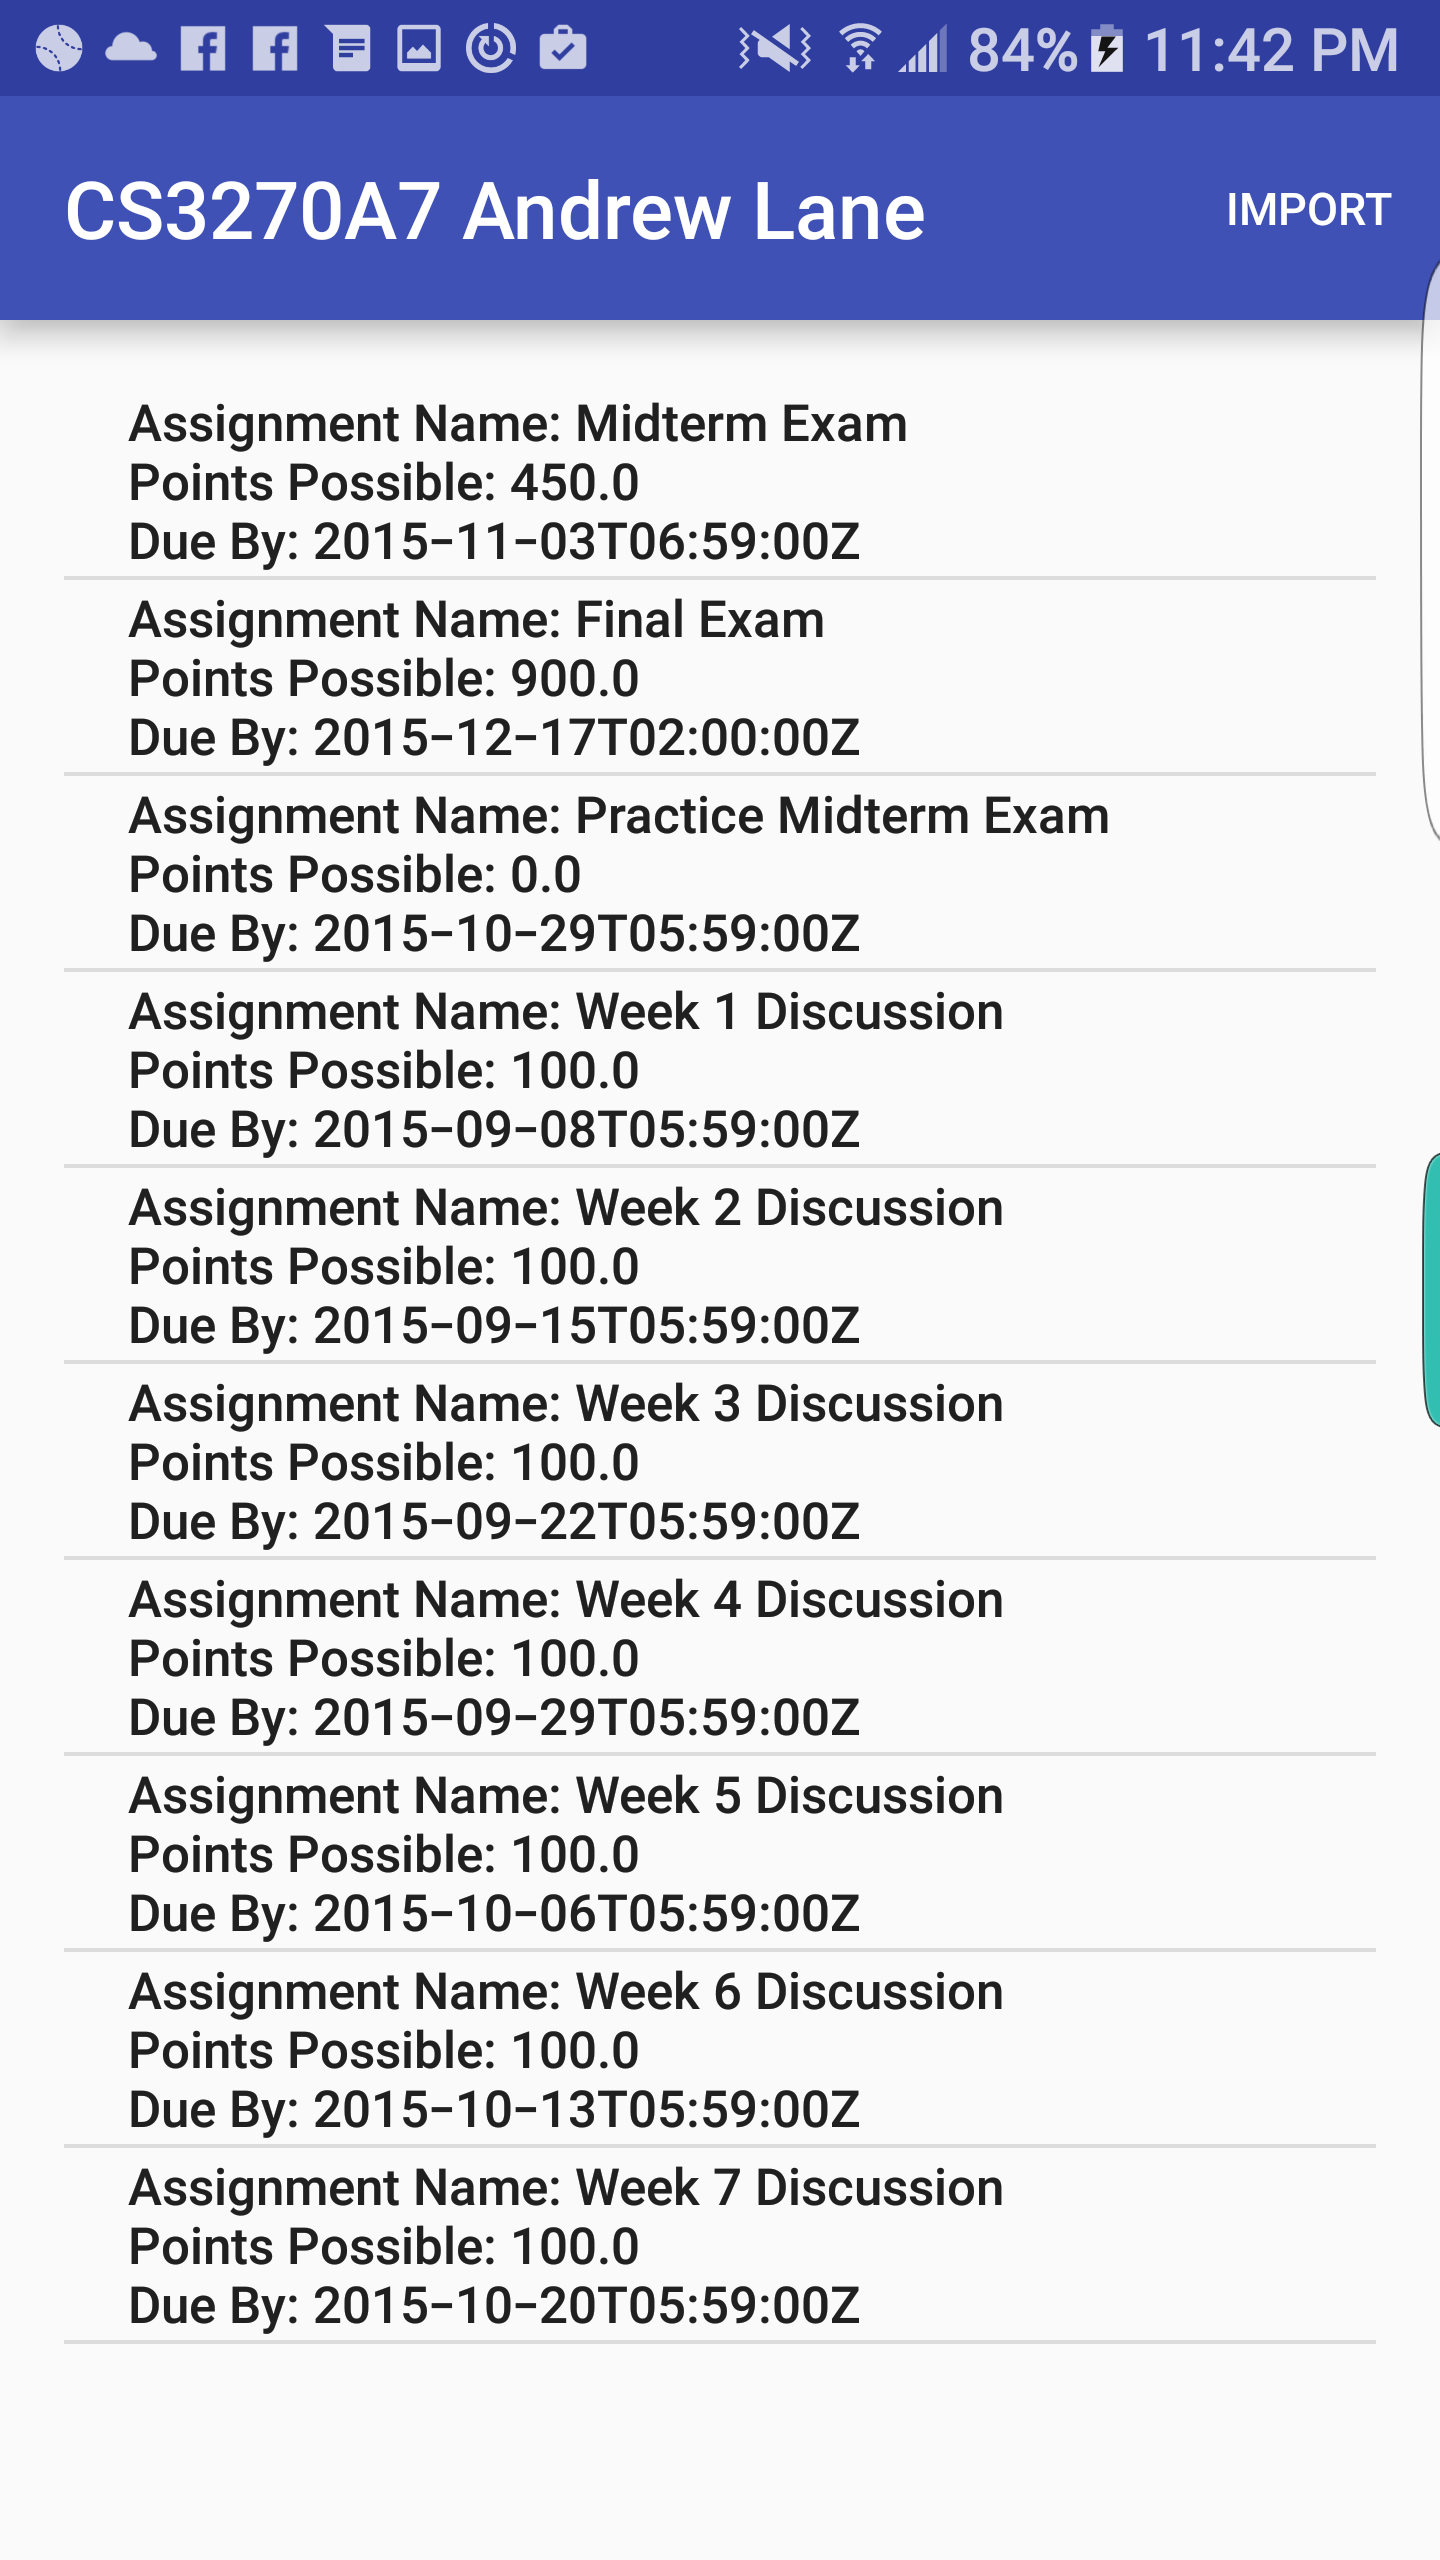 84% 11:42 PM
CS3270A7 Andrew Lane IMPORT
Assignment Name: Midterm Exam
Points Possible: 450.0
Due By: 2015-11-03T06:59:00Z
Assignment Name: Final Exam
Points Possible: 900.0
Due By: 2015-12-17T02:00:00Z
Assignment Name: Practice Midterm Exam
Points Possible: 0.0
Due By: 2015-10-29T05:59:00Z
Assignment Name: Week 1 Discussion
Points Possible: 100.0
Due By: 2015-09-08T05:59:00Z
Assignment Name: Week 2 Discussion
Points Possible: 100.0
Due By: 2015-09-15T05:59:00Z
Assignment Name: Week 3 Discussion
Points Possible: 100.0
Due By: 2015-09-22T05:59:00Z
Assignment Name: Week 4 Discussion
Points Possible: 100.0
Due By: 2015-09-29T05:59:00Z
Assignment Name: Week 5 Discussion
Points Possible: 100.0
Due By: 2015-10-06T05:59:00Z
Assignment Name: Week 6 Discussion
Points Possible: 100.0
Due By: 2015-10-13T05:59:00Z
Assignment Name: Week 7 Discussion
Points Possible: 100.0
Due By: 2015-10-20T05:59:00Z